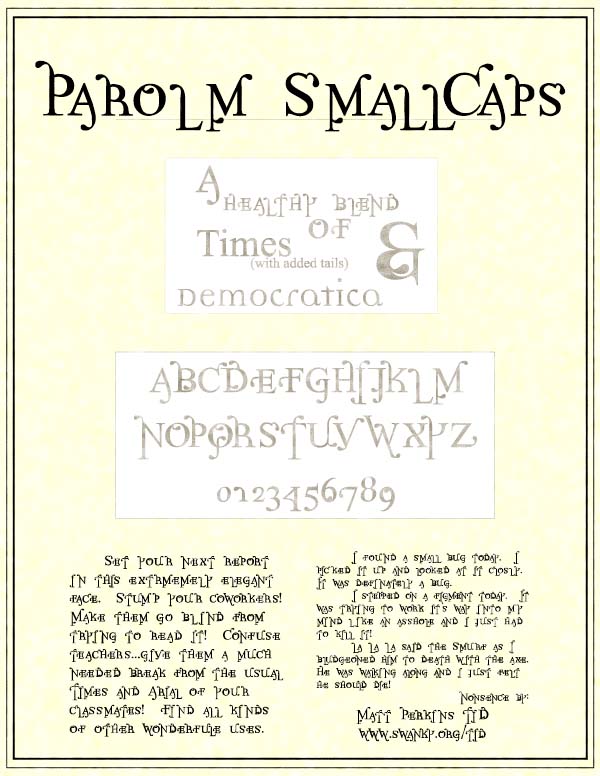 Parolm SmallCaps
A
Healthy Blend
of
Times
(with added tails)
&
Democratica
ABCDEFGHIJKLM
NOPQRSTUVWXYZ
0123456789
Set your next report
in this extrememely elegant
face. Stump your coworkers!
Make them go blind from
trying to read it! Confuse
teachers...give them a much
needed break from the usual
Times and Arial of your
classmates! Find all kinds
of other wonderfule uses.
I found a small bug today. I
picked it up and looked at it closly.
It was definately a bug.
I stepped on a figment today. It
was trying to work it's way into my
mind like an asshole and I just had
to kill it!
La la la said the Smurf as I
bludgeoned him to death with the axe.
He was walking along and I just felt
he should die!
Nonsence by:
Matt Perkins TJD
www.swanky.org/tjd